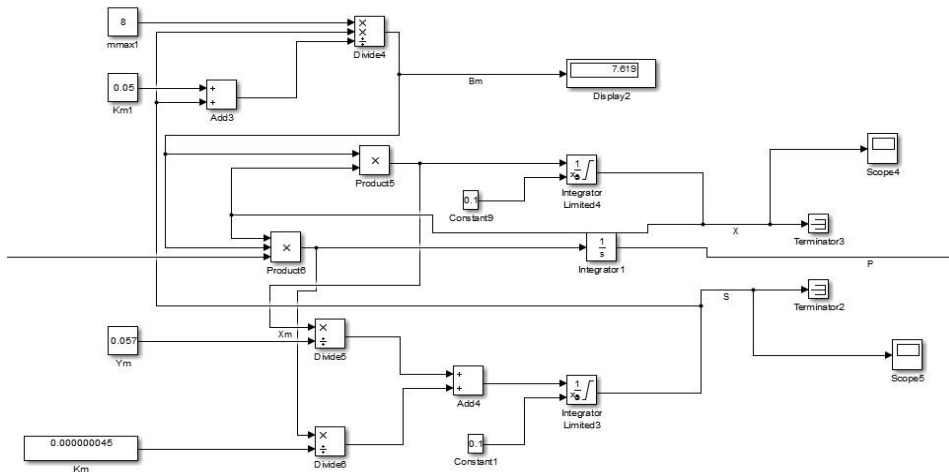 8
mmax1
×
×
÷
Divide4
0.05
Km1
+
+
Add3
Bm
7.619
Display2
×
Product5
0.1
Constant9
1
x
Integrator
Limited4
Scope4
X
Terminator3
×
Product6
1
s
Integrator1
P
S
Terminator2
0.057
Ym
Xm
×
÷
Divide5
+
+
Add4
1
x
Integrator
Limited3
Scope5
0.000000045
Km
×
÷
Divide6
0.1
Constant1